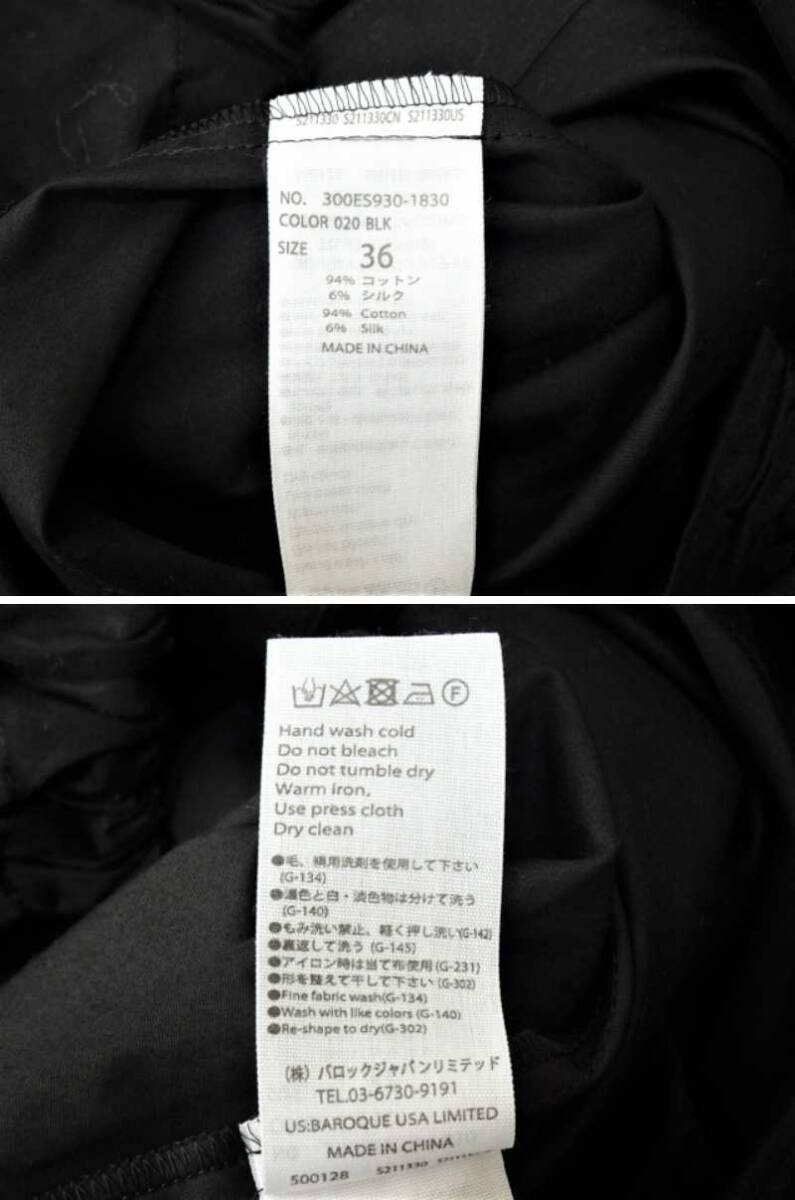 S211330 S211330CN S211330US
NO. 300ES930-1830
COLOR 020 BLK
SIZE 36
94% コットン
6% シルク
94% Cotton
6% Silk
MADE IN CHINA
F
Hand wash cold
Do not bleach
Do not tumble dry
Warm iron,
Use press cloth
Dry clean
●毛、絹用洗剤を使用して下さい
(G-134)
●濃色と白・淡色物は分けて洗う
(G-140)
●もみ洗い禁止、軽く押し洗い(G-142)
●裏返して洗う (G-145)
●アイロン時は当て布使用(G-231)
●形を整えて干して下さい(G-302)
●Fine fabric wash(G-134)
●Wash with like colors (G-140)
●Re-shape to dry(G-302)
(株) バロックジャパンリミテッド
TEL.03-6730-9191
US:BAROQUE USA LIMITED
MADE IN CHINA
500128 S211330